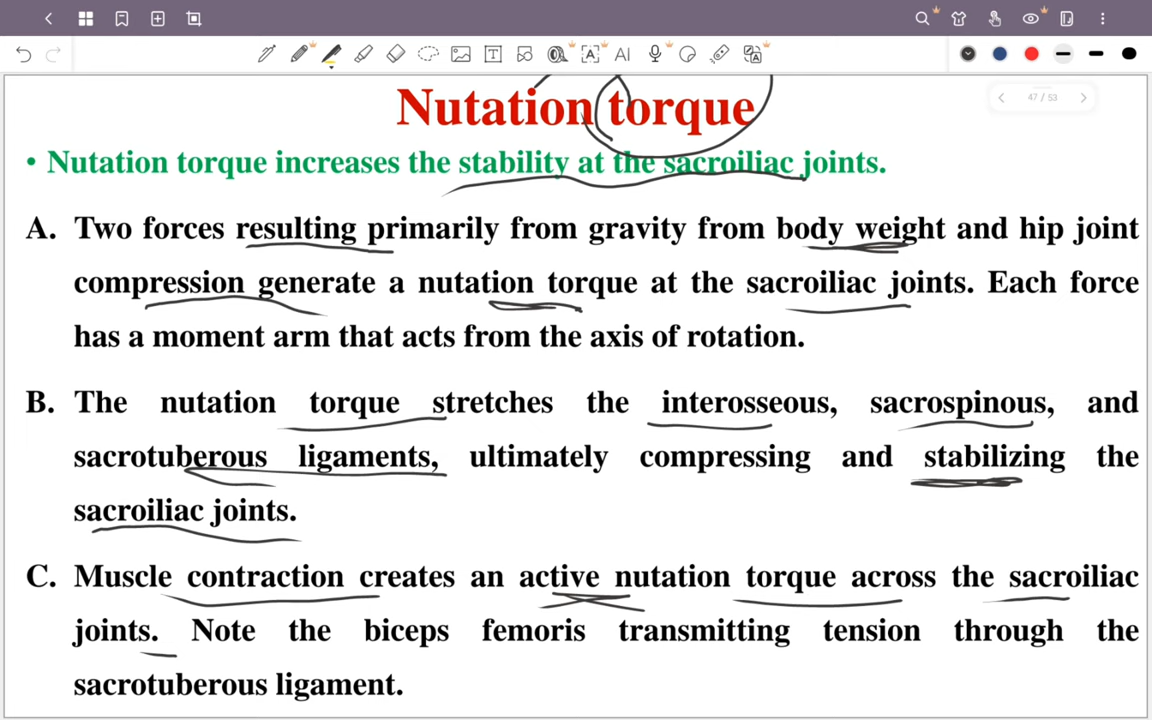 47 / 53
Nutation torque
• Nutation torque increases the stability at the sacroiliac joints.
A. Two forces resulting primarily from gravity from body weight and hip joint
compression generate a nutation torque at the sacroiliac joints. Each force
has a moment arm that acts from the axis of rotation.
B. The nutation torque stretches the interosseous, sacrospinous, and
sacrotuberous ligaments, ultimately compressing and stabilizing the
sacroiliac joints.
C. Muscle contraction creates an active nutation torque across the sacroiliac
joints. Note the biceps femoris transmitting tension through the
sacrotuberous ligament.